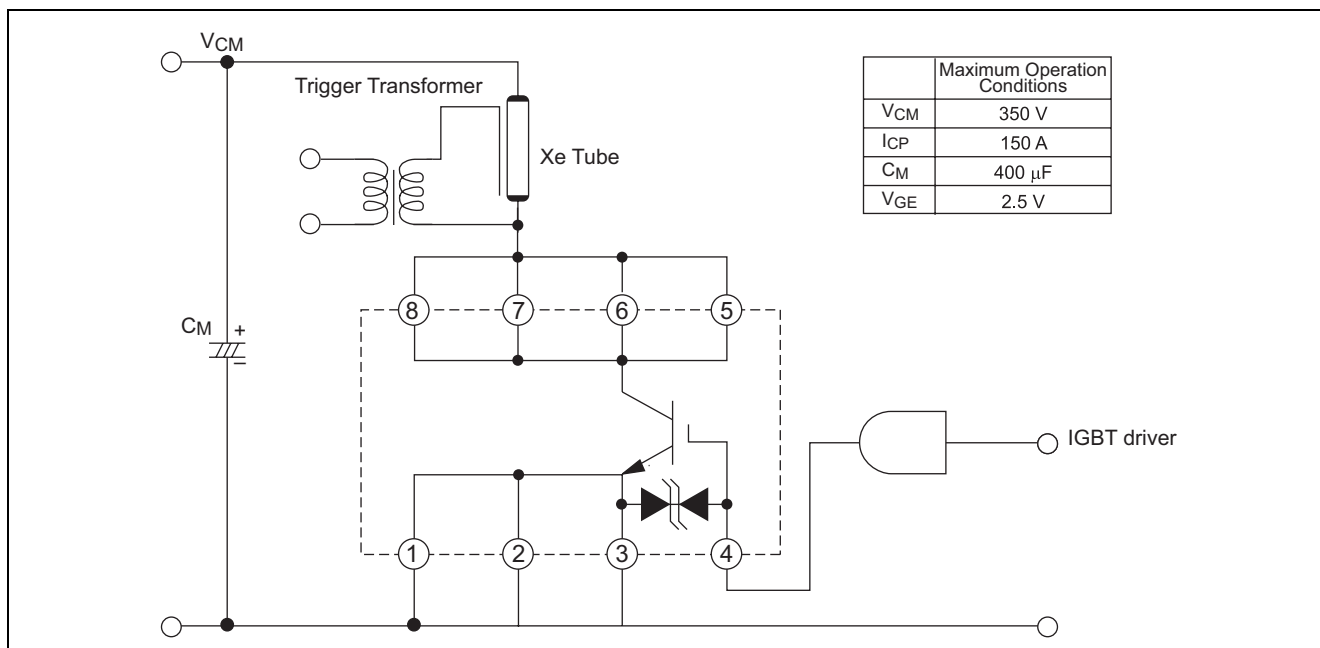 VCM
Trigger Transformer
Xe Tube
Maximum Operation
Conditions
VCM 350 V
ICP 150 A
CM 400 μF
VGE 2.5 V
8 7 6 5
CM + –
IGBT driver
1 2 3 4